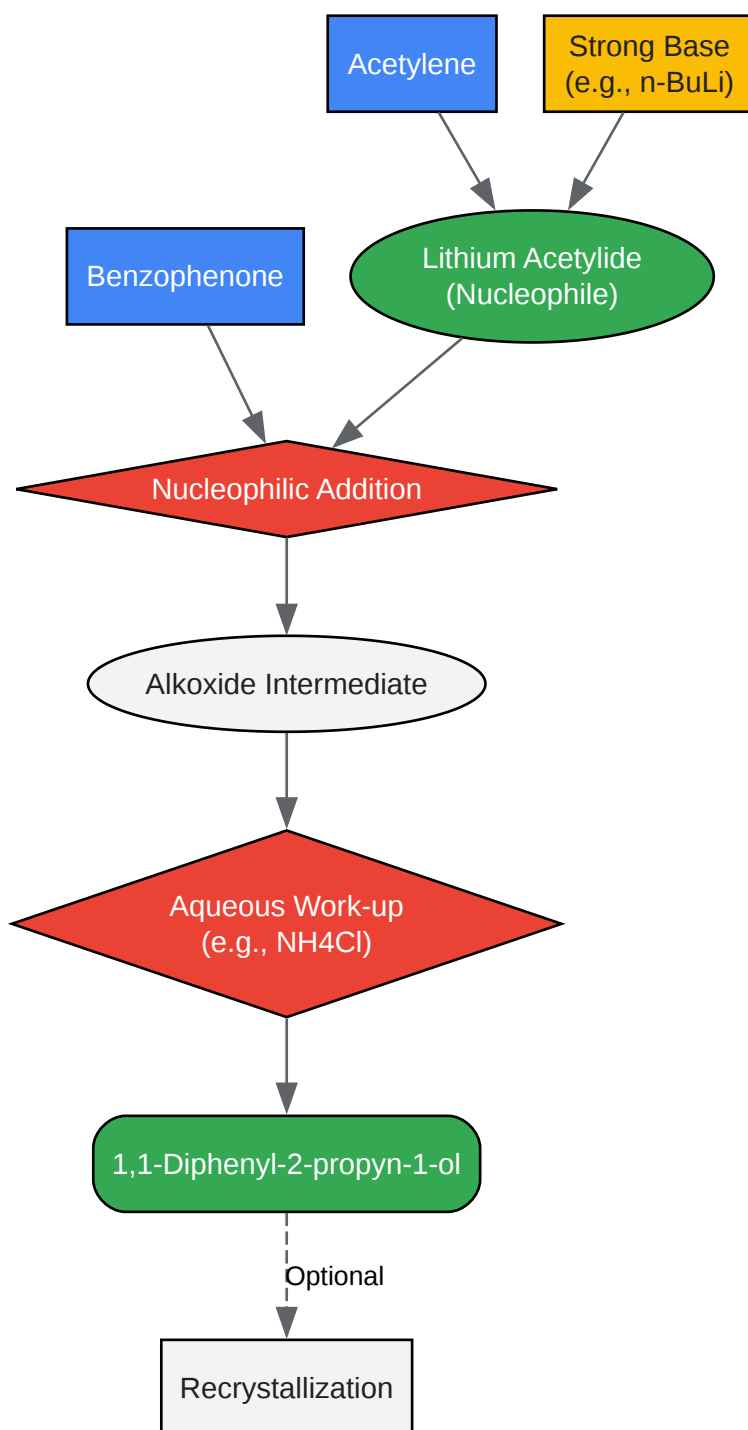 Acetylene
Strong Base
(e.g., n-BuLi)
Benzophenone
Lithium Acetylide
(Nucleophile)
Nucleophilic Addition
Alkoxide Intermediate
Aqueous Work-up
(e.g., NH4Cl)
1,1-Diphenyl-2-propyn-1-ol
Optional
Recrystallization